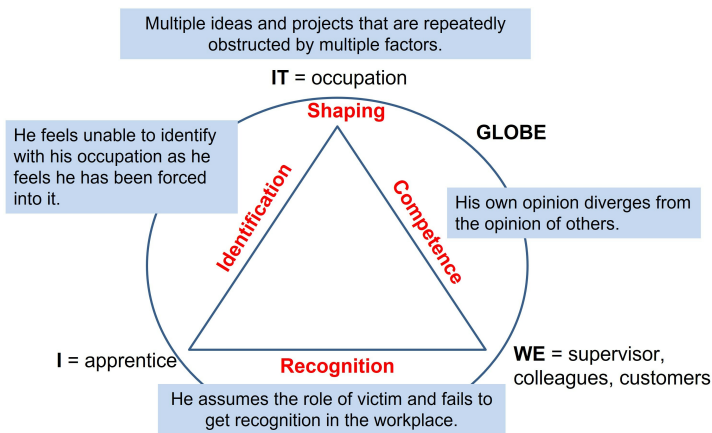 Multiple ideas and projects that are repeatedly
obstructed by multiple factors.
IT = occupation
Shaping
GLOBE
He feels unable to identify
with his occupation as he
feels he has been forced
into it.
Identification
Competence
His own opinion diverges from
the opinion of others.
I = apprentice
Recognition
WE = supervisor,
colleagues, customers
He assumes the role of victim and fails to
get recognition in the workplace.